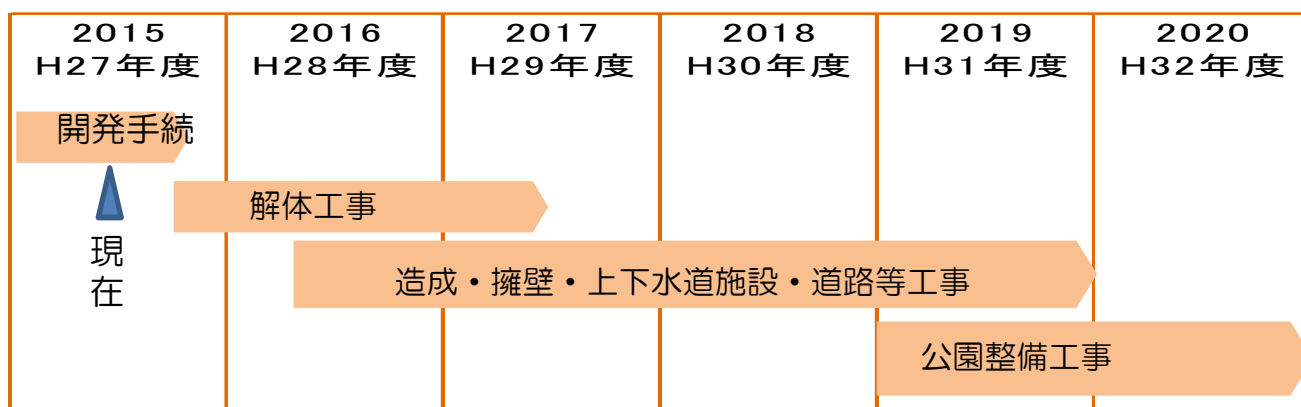 2015 2016 2017 2018 2019 2020
H27年度 H28年度 H29年度 H30年度 H31年度 H32年度
開発手続
解体工事
現
在
造成・擁壁・上下水道施設・道路等工事
公園整備工事